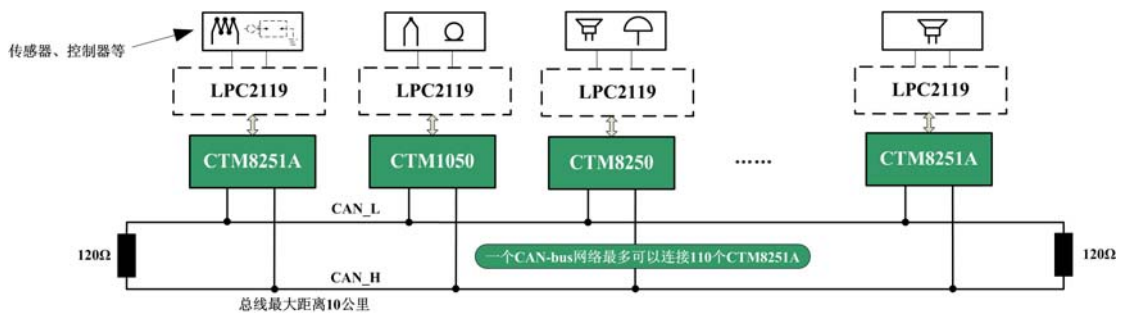 传感器、控制器等
LPC2119
LPC2119
LPC2119
LPC2119
CTM8251A
CTM1050
CTM8250
……
CTM8251A
CAN_L
120Ω
一个CAN-bus网络最多可以连接110个CTM8251A
120Ω
CAN_H
总线最大距离10公里